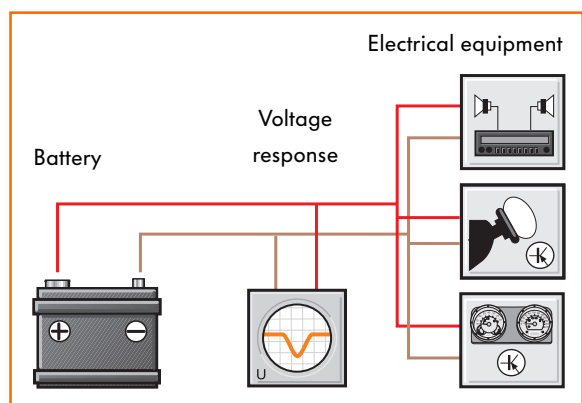 Electrical equipment
Voltage
response
Battery
U